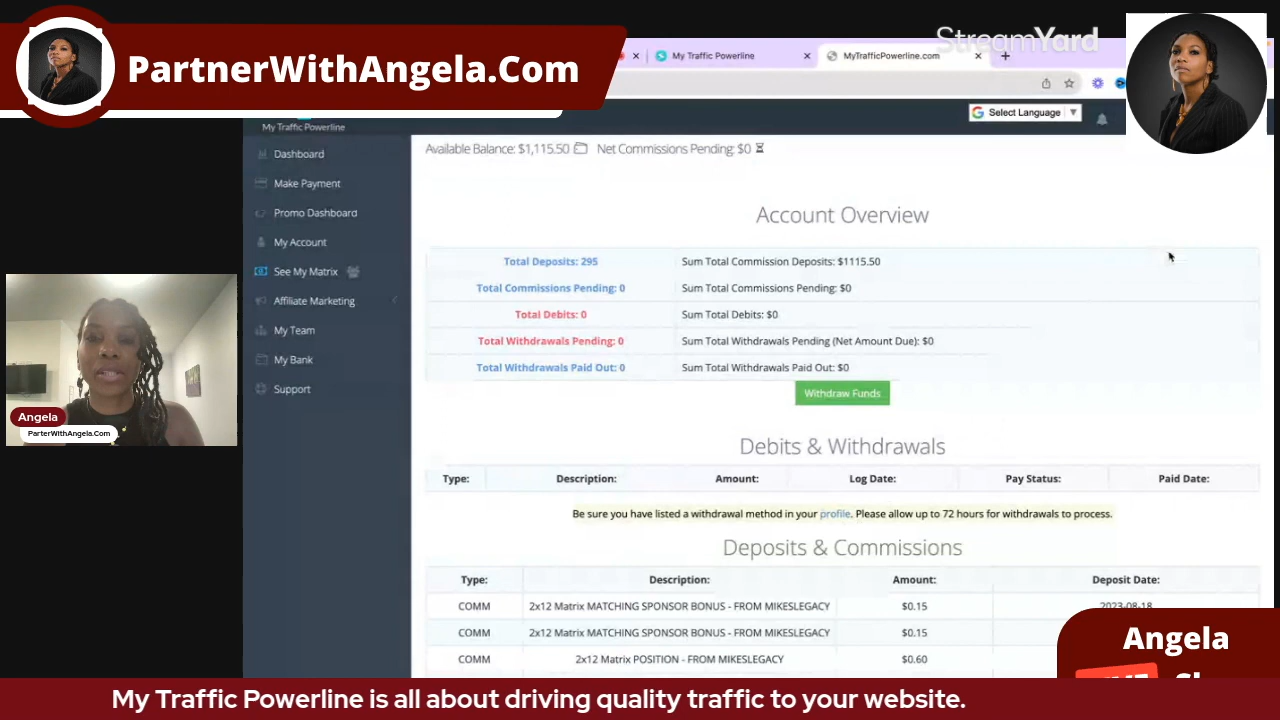 PartnerWithAngela.Com
StreamYard
My Traffic Powerline
MyTrafficPowerline.com
My Traffic Powerline
Select Language
Dashboard
Make Payment
Promo Dashboard
My Account
See My Matrix
Affiliate Marketing
My Team
My Bank
Support
Available Balance: $1,115.50 Net Commissions Pending: $0
Account Overview
Total Deposits: 295 Sum Total Commission Deposits: $1115.50
Total Commissions Pending: 0 Sum Total Commissions Pending: $0
Total Debits: 0 Sum Total Debits: $0
Total Withdrawals Pending: 0 Sum Total Withdrawals Pending (Net Amount Due): $0
Total Withdrawals Paid Out: 0 Sum Total Withdrawals Paid Out: $0
Withdraw Funds
Debits & Withdrawals
Type: Description: Amount: Log Date: Pay Status: Paid Date:
Be sure you have listed a withdrawal method in your profile. Please allow up to 72 hours for withdrawals to process.
Deposits & Commissions
Type: Description: Amount: Deposit Date:
COMM 2x12 Matrix MATCHING SPONSOR BONUS - FROM MIKESLEGACY $0.15 2023-08-18
COMM 2x12 Matrix MATCHING SPONSOR BONUS - FROM MIKESLEGACY $0.15
COMM 2x12 Matrix POSITION - FROM MIKESLEGACY $0.60
Angela
ParterWithAngela.Com
Angela
My Traffic Powerline is all about driving quality traffic to your website.